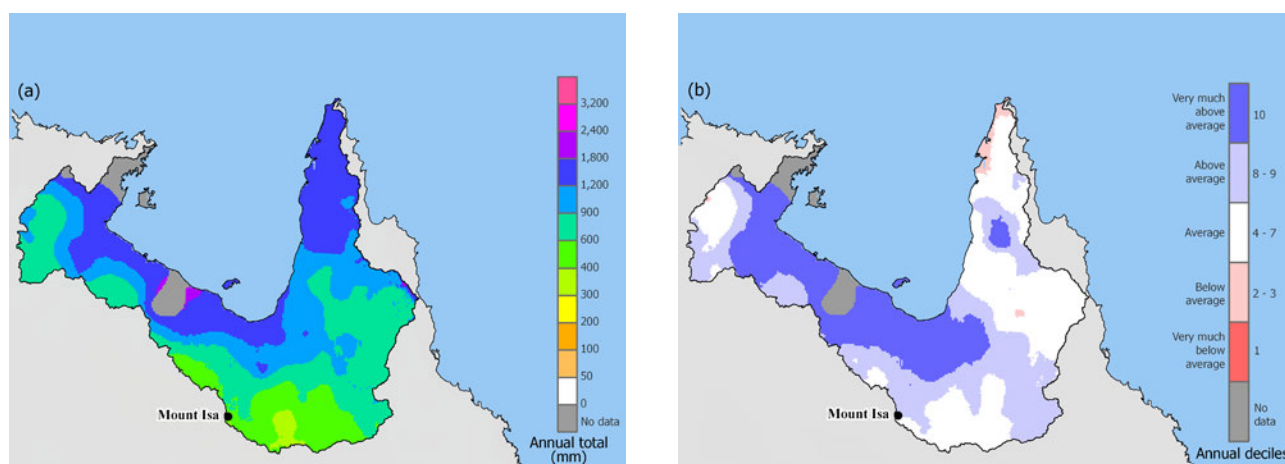 (a)
3,200
2,400
1,800
1,200
900
600
400
300
200
100
50
0
No data
Annual total
(mm)
Mount Isa
(b)
Very much
above
average
10
Above
average
8 - 9
Average
4 - 7
Below
average
2 - 3
Very much
below
average
1
No
data
Annual deciles
Mount Isa